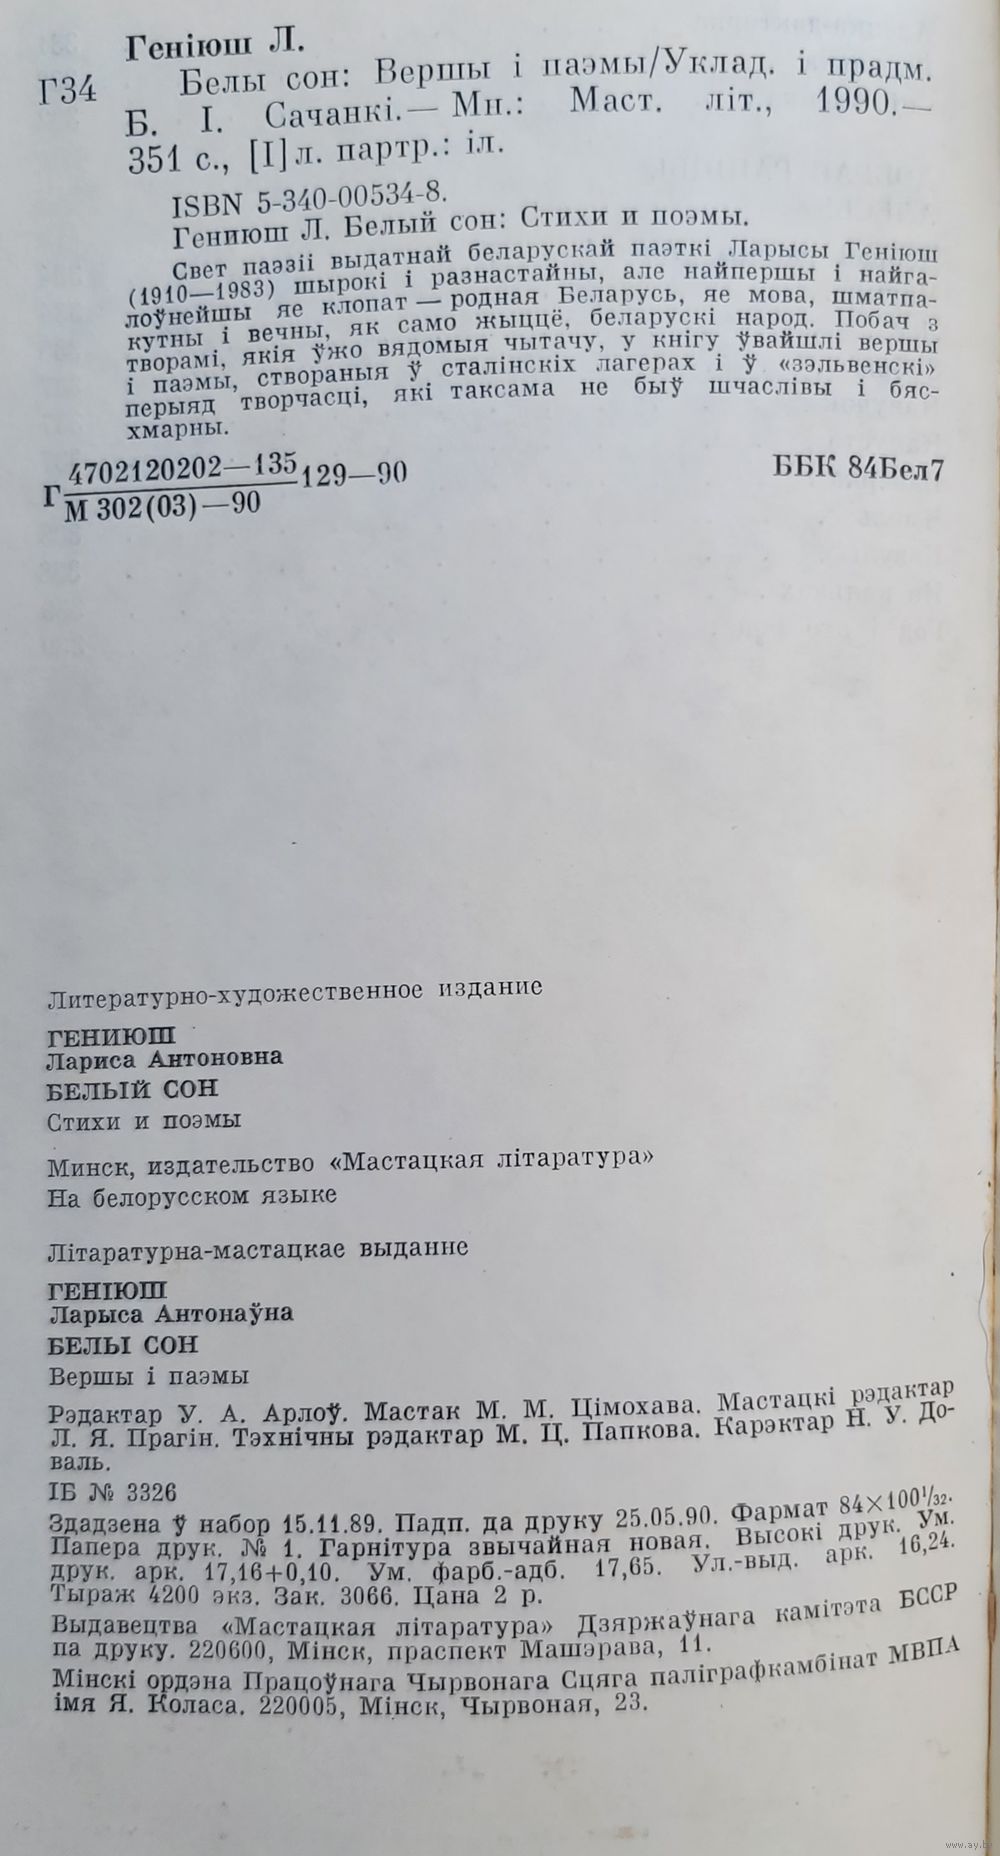 Геніюш Л.
Г34 Белы сон: Вершы і паэмы/Уклад. і прадм.
Б. І. Сачанкі.— Мн.: Маст. літ., 1990.—
351 с., [I] л. партр.: іл.
ISBN 5-340-00534-8.
Гениюш Л. Белый сон: Стихи и поэмы.
Свет паэзіі выдатнай беларускай паэткі Ларысы Геніюш
(1910—1983) шырокі і разнастайны, але найпершы і найга-
лоўнейшы яе клопат — родная Беларусь, яе мова, шматпа-
кутны і вечны, як само жыццё, беларускі народ. Побач з
творамі, якія ўжо вядомыя чытачу, у кнігу ўвайшлі вершы
і паэмы, створаныя ў сталінскіх лагерах і ў «зэльвенскі»
перыяд творчасці, які таксама не быў шчаслівы і бяс-
хмарны.
Г 4702120202—135 129—90 ББК 84Бел7
М 302(03)—90
Литературно-художественное издание
ГЕНИЮШ
Лариса Антоновна
БЕЛЫЙ СОН
Стихи и поэмы
Минск, издательство «Мастацкая літаратура»
На белорусском языке
Літаратурна-мастацкае выданне
ГЕНІЮШ
Ларыса Антонаўна
БЕЛЫ СОН
Вершы і паэмы
Рэдактар У. А. Арлоў. Мастак М. М. Цімохава. Мастацкі рэдактар
Л. Я. Прагін. Тэхнічны рэдактар М. Ц. Папкова. Карэктар Н. У. До-
валь.
ІБ № 3326
Здадзена ў набор 15.11.89. Падп. да друку 25.05.90. Фармат 84×100¹/₃₂.
Папера друк. № 1. Гарнітура звычайная новая. Высокі друк. Ум.
друк. арк. 17,16+0,10. Ум. фарб.-адб. 17,65. Ул.-выд. арк. 16,24.
Тыраж 4200 экз. Зак. 3066. Цана 2 р.
Выдавецтва «Мастацкая літаратура» Дзяржаўнага камітэта БССР
па друку. 220600, Мінск, праспект Машэрава, 11.
Мінскі ордэна Працоўнага Чырвонага Сцяга паліграфкамбінат МВПА
імя Я. Коласа. 220005, Мінск, Чырвоная, 23.